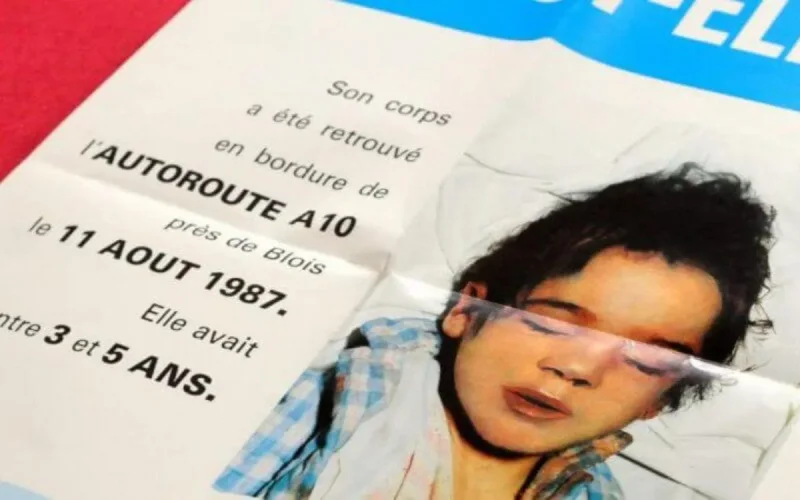 Son corps
a été retrouvé
en bordure de
l'AUTOROUTE A10
près de Blois
le 11 AOUT 1987.
Elle avait
entre 3 et 5 ANS.